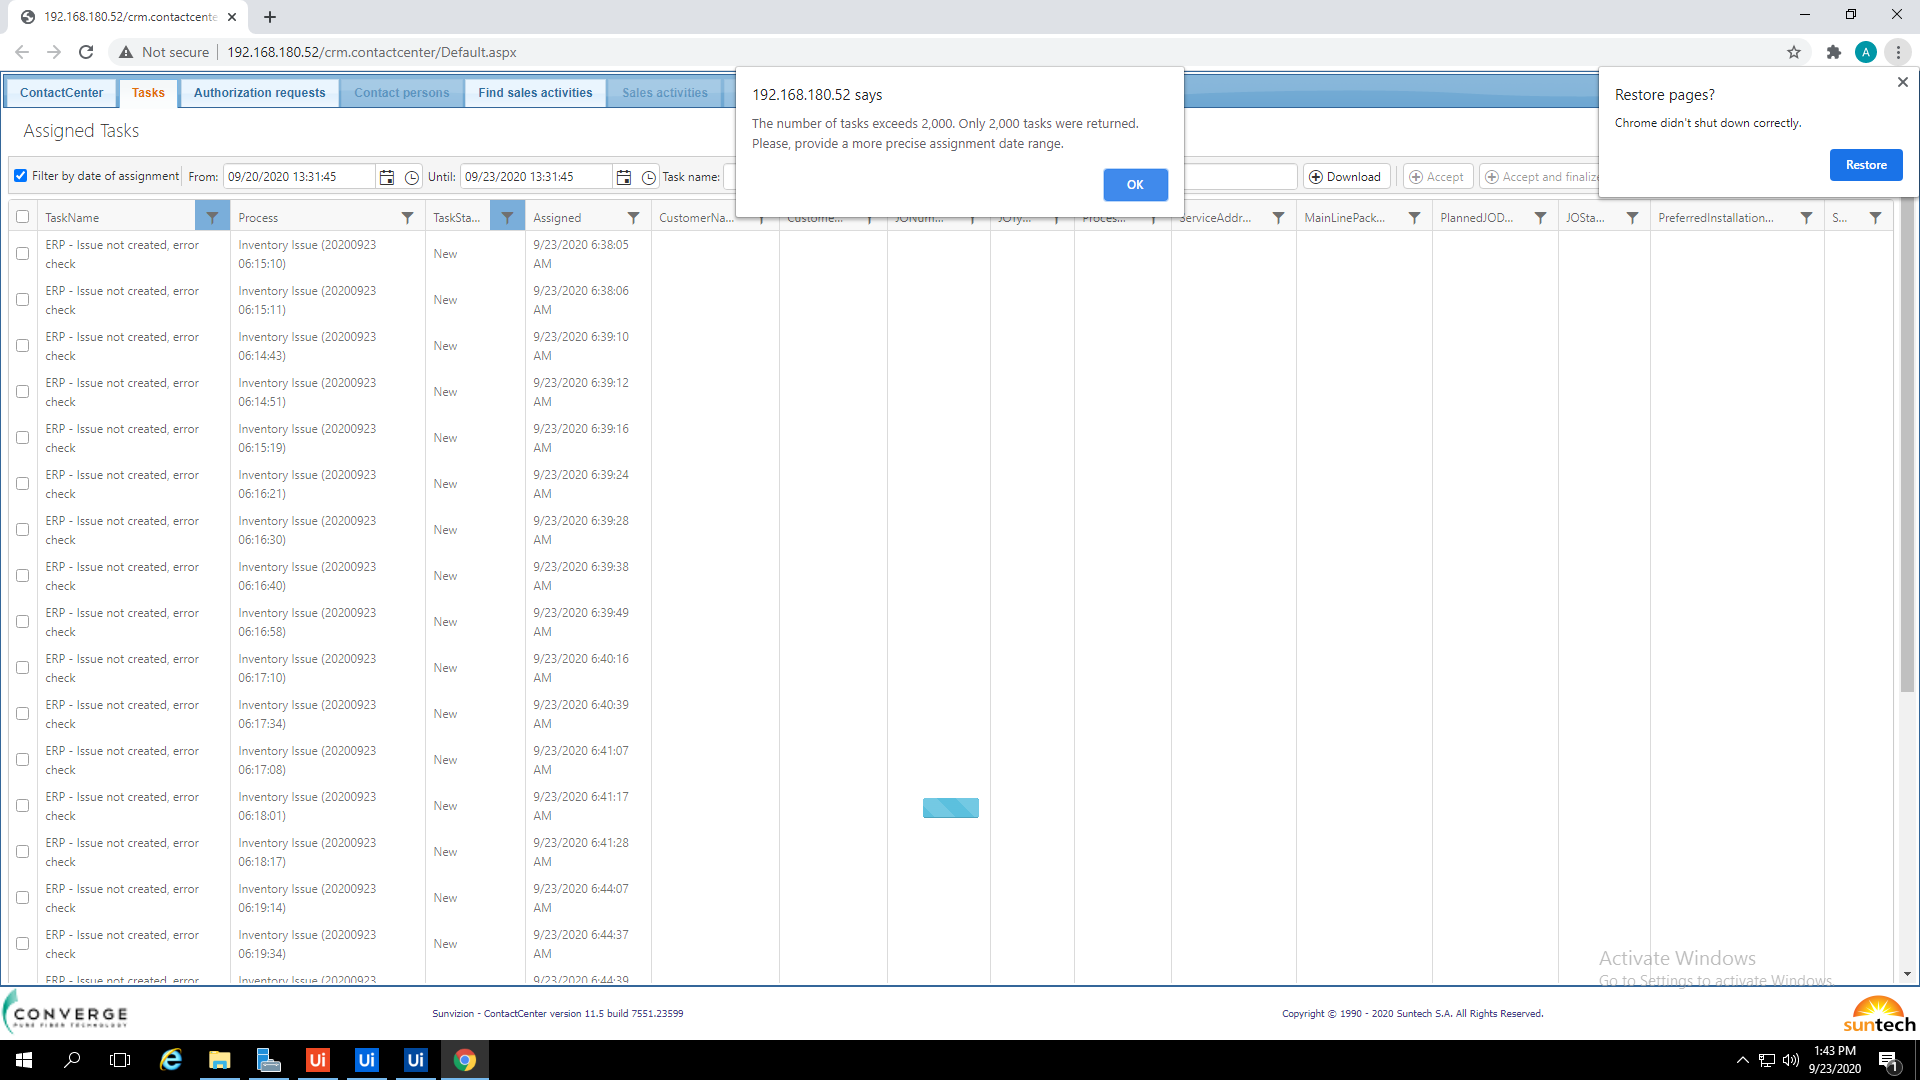 192.168.180.52/crm.contactcente
Not secure
192.168.180.52/crm.contactcenter/Default.aspx
A
ContactCenter
Tasks
Authorization requests
Contact persons
Find sales activities
Sales activities
192.168.180.52 says
The number of tasks exceeds 2,000. Only 2,000 tasks were returned.
Please, provide a more precise assignment date range.
OK
Restore pages?
Chrome didn't shut down correctly.
Restore
Assigned Tasks
Filter by date of assignment
From:
09/20/2020 13:31:45
Until:
09/23/2020 13:31:45
Task name:
Download
Accept
Accept and finalize
TaskName
Process
TaskSta...
Assigned
CustomerNa...
Custome...
JONum...
JOTy...
Proces...
ServiceAddr...
MainLinePack...
PlannedJOD...
JOSta...
PreferredInstallation...
S...
ERP - Issue not created, error check
Inventory Issue (20200923 06:15:10)
New
9/23/2020 6:38:05 AM
ERP - Issue not created, error check
Inventory Issue (20200923 06:15:11)
New
9/23/2020 6:38:06 AM
ERP - Issue not created, error check
Inventory Issue (20200923 06:14:43)
New
9/23/2020 6:39:10 AM
ERP - Issue not created, error check
Inventory Issue (20200923 06:14:51)
New
9/23/2020 6:39:12 AM
ERP - Issue not created, error check
Inventory Issue (20200923 06:15:19)
New
9/23/2020 6:39:16 AM
ERP - Issue not created, error check
Inventory Issue (20200923 06:16:21)
New
9/23/2020 6:39:24 AM
ERP - Issue not created, error check
Inventory Issue (20200923 06:16:30)
New
9/23/2020 6:39:28 AM
ERP - Issue not created, error check
Inventory Issue (20200923 06:16:40)
New
9/23/2020 6:39:38 AM
ERP - Issue not created, error check
Inventory Issue (20200923 06:16:58)
New
9/23/2020 6:39:49 AM
ERP - Issue not created, error check
Inventory Issue (20200923 06:17:10)
New
9/23/2020 6:40:16 AM
ERP - Issue not created, error check
Inventory Issue (20200923 06:17:34)
New
9/23/2020 6:40:39 AM
ERP - Issue not created, error check
Inventory Issue (20200923 06:17:08)
New
9/23/2020 6:41:07 AM
ERP - Issue not created, error check
Inventory Issue (20200923 06:18:01)
New
9/23/2020 6:41:17 AM
ERP - Issue not created, error check
Inventory Issue (20200923 06:18:17)
New
9/23/2020 6:41:28 AM
ERP - Issue not created, error check
Inventory Issue (20200923 06:19:14)
New
9/23/2020 6:44:07 AM
ERP - Issue not created, error check
Inventory Issue (20200923 06:19:34)
New
9/23/2020 6:44:37 AM
ERP - Issue not created, error
Inventory Issue (20200923
9/23/2020 6:44:39
Activate Windows
Go to Settings to activate Windows.
CONVERGE
PURE FIBER TECHNOLOGY
Sunvizion - ContactCenter version 11.5 build 7551.23599
Copyright © 1990 - 2020 Suntech S.A. All Rights Reserved.
suntech
Ui
Ui
Ui
1:43 PM
9/23/2020
1